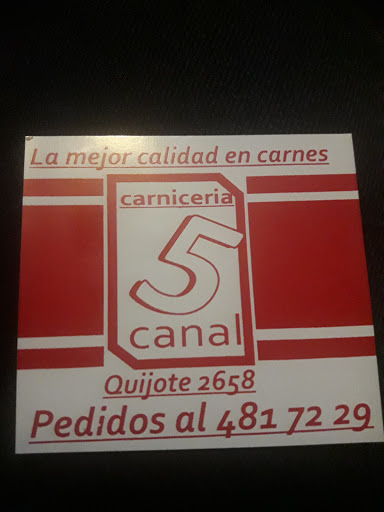 La mejor calidad en carnes
carniceria
5
canal
Quijote 2658
Pedidos al 481 72 29